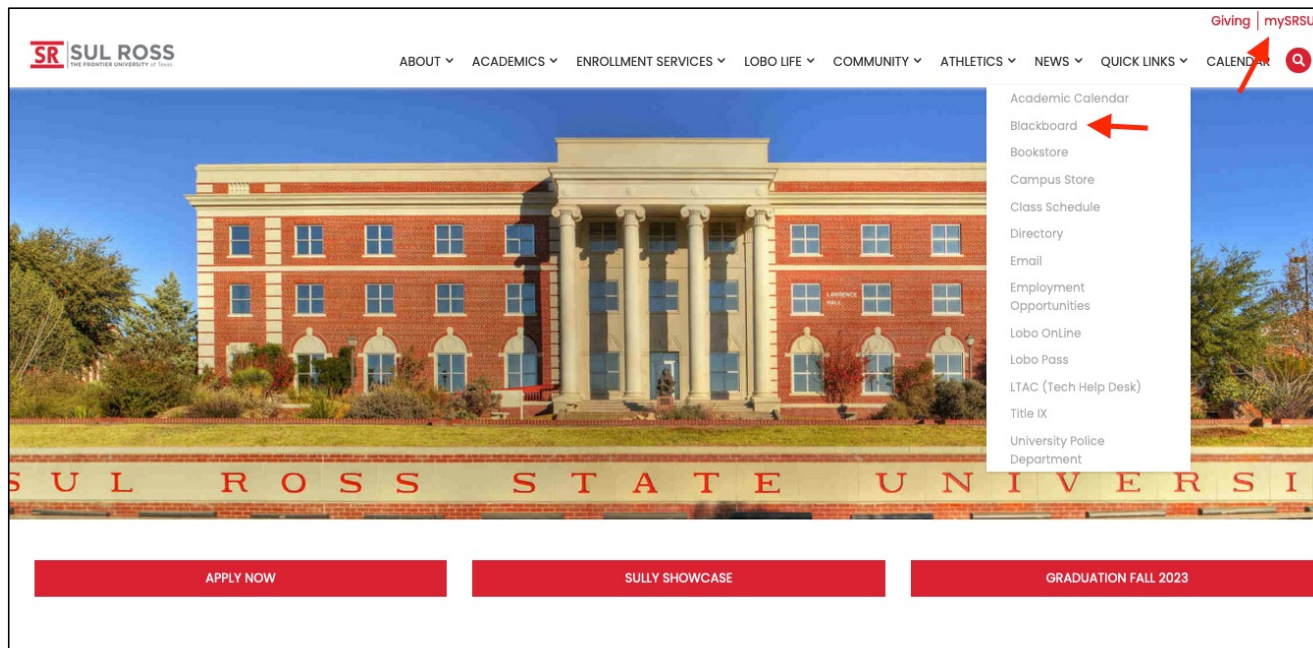 Giving | mySRSU
SR SUL ROSS
THE FRONTIER UNIVERSITY of Texas
ABOUT ACADEMICS ENROLLMENT SERVICES LOBO LIFE COMMUNITY ATHLETICS NEWS QUICK LINKS CALENDAR
Academic Calendar
Blackboard
Bookstore
Campus Store
Class Schedule
Directory
Email
Employment
Opportunities
Lobo OnLine
Lobo Pass
LTAC (Tech Help Desk)
Title IX
University Police
Department
LAWRENCE
HALL
SUL ROSS STATE UNIVERSI
APPLY NOW
SULLY SHOWCASE
GRADUATION FALL 2023